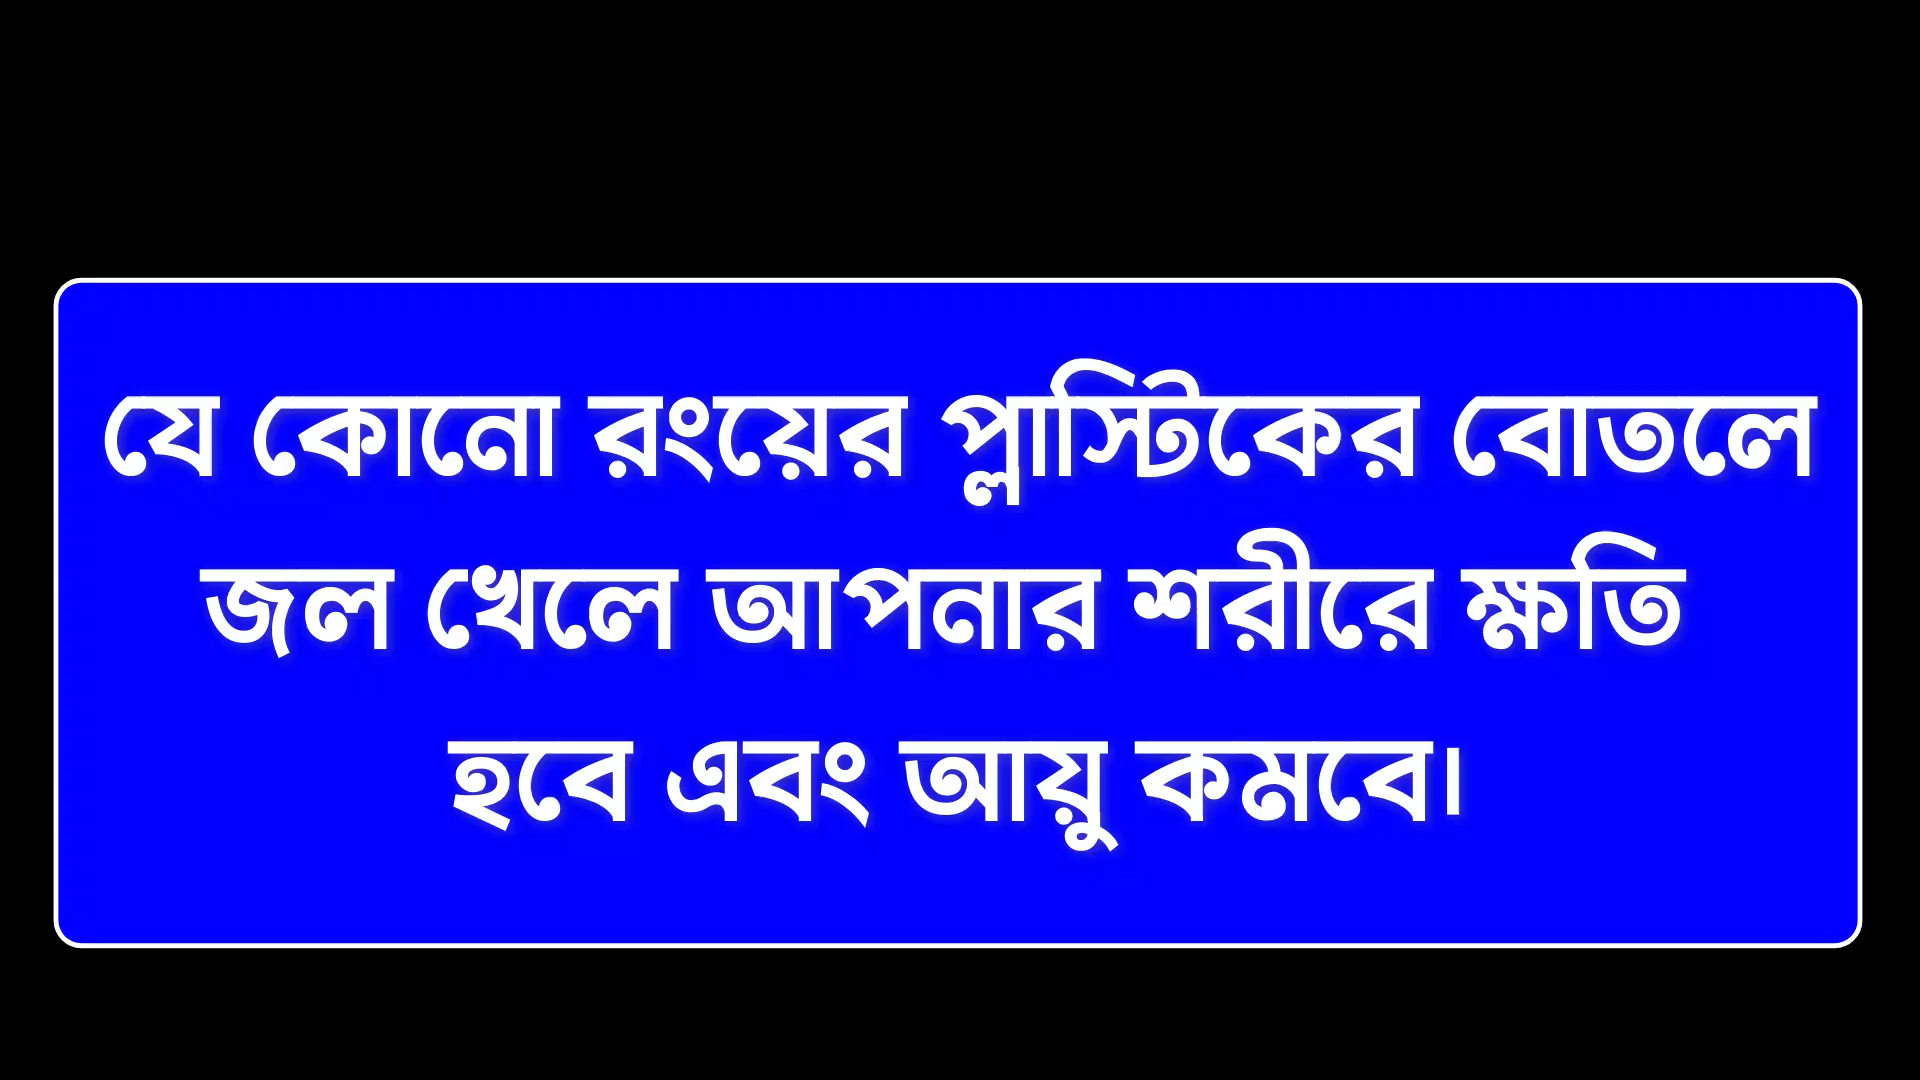 যে কোনো রংয়ের প্লাস্টিকের বোতলে
জল খেলে আপনার শরীরে ক্ষতি
হবে এবং আয়ু কমবে।